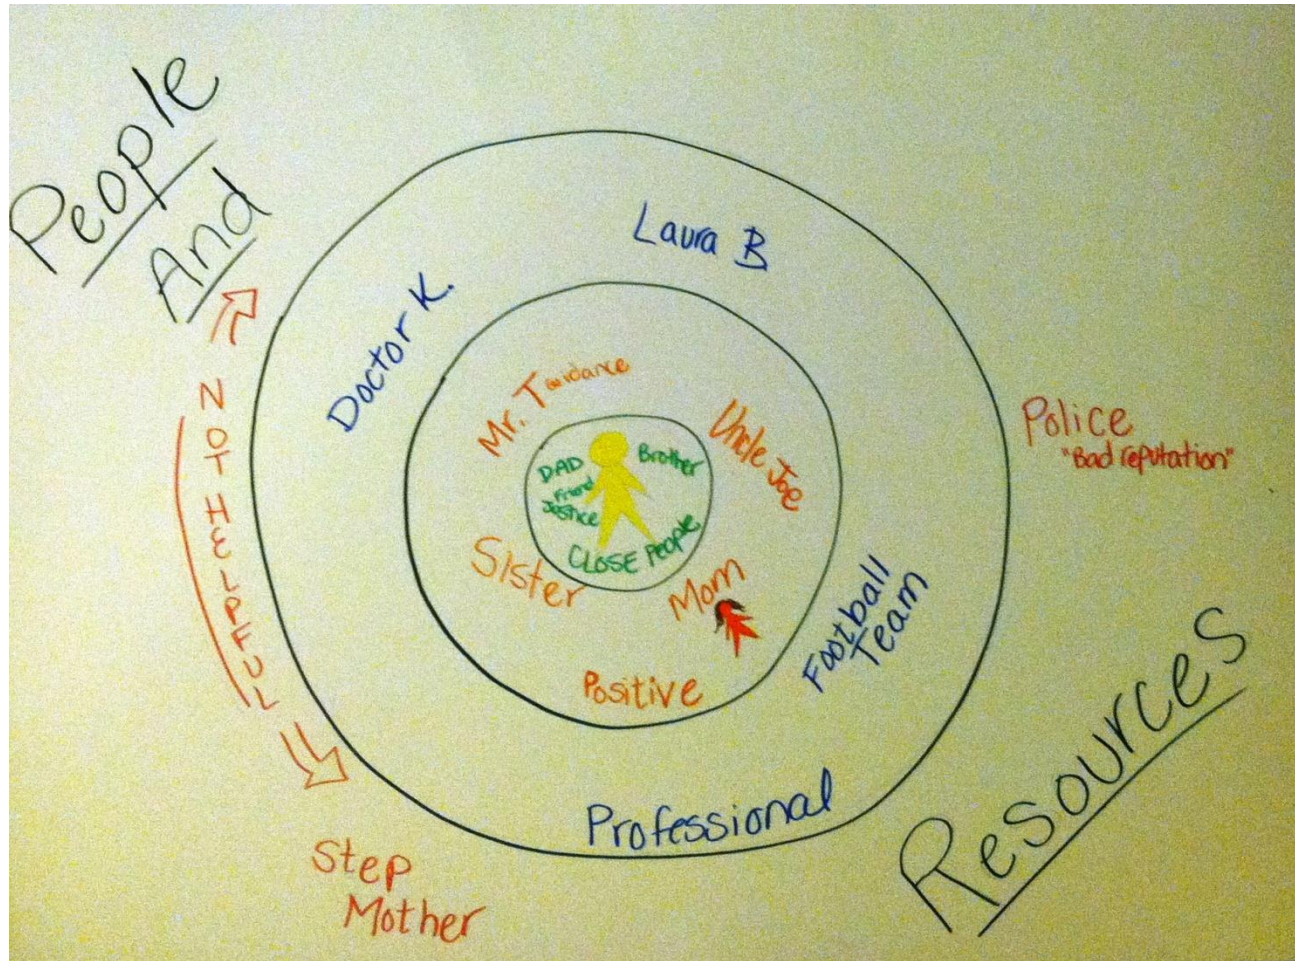 People
And
Laura B
Doctor K.
Mr. T Guidance
Uncle Joe
DAD
Brother
Friend
Justice
CLOSE PEOPLE
Sister
Mom
Positive
Football
Team
Professional
NOT HELPFUL
Police
"Bad reputation"
Step
Mother
Resources